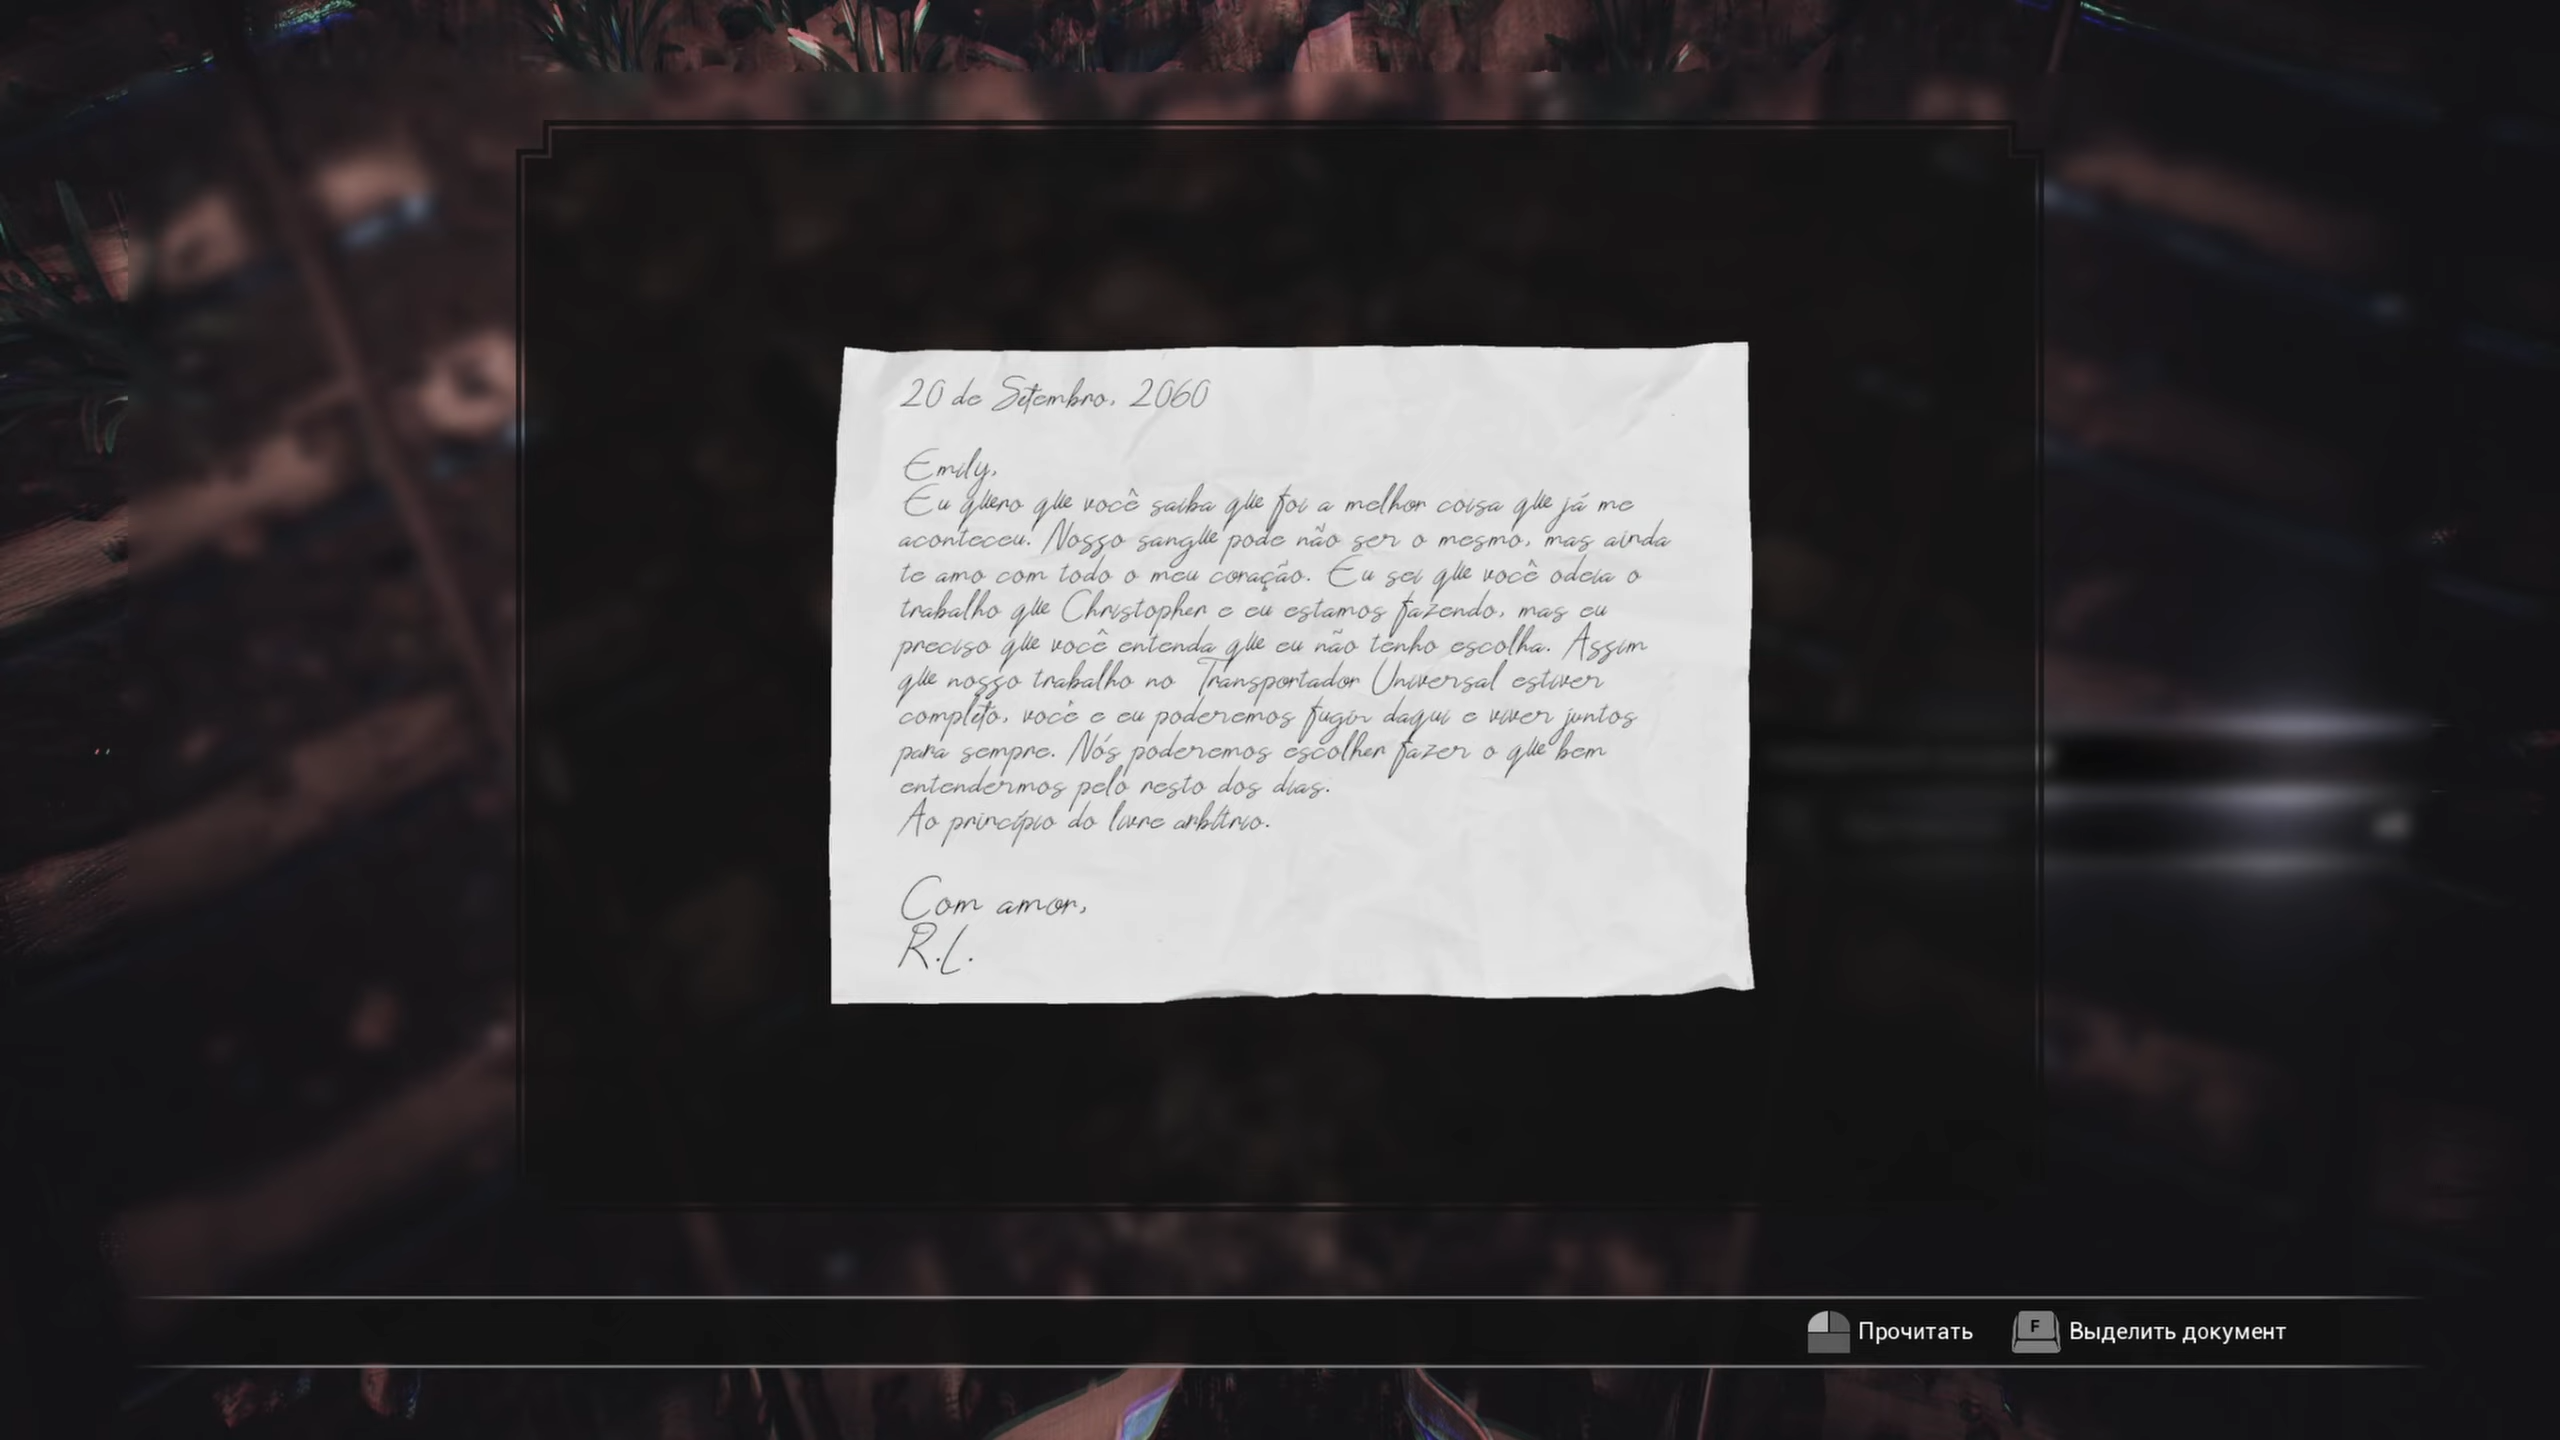 20 de Setembro, 2060
Emily,
Eu quero que você saiba que foi a melhor coisa que já me
aconteceu. Nosso sangue pode não ser o mesmo, mas ainda
te amo com todo o meu coração. Eu sei que você odeia o
trabalho que Christopher e eu estamos fazendo, mas eu
preciso que você entenda que eu não tenho escolha. Assim
que nosso trabalho no Transportador Universal estiver
completo, você e eu poderemos fugir daqui e viver juntos
para sempre. Nós poderemos escolher fazer o que bem
entendermos pelo resto dos dias.
Ao princípio do livre arbítrio.
Com amor,
R.L.
Прочитать
F Выделить документ